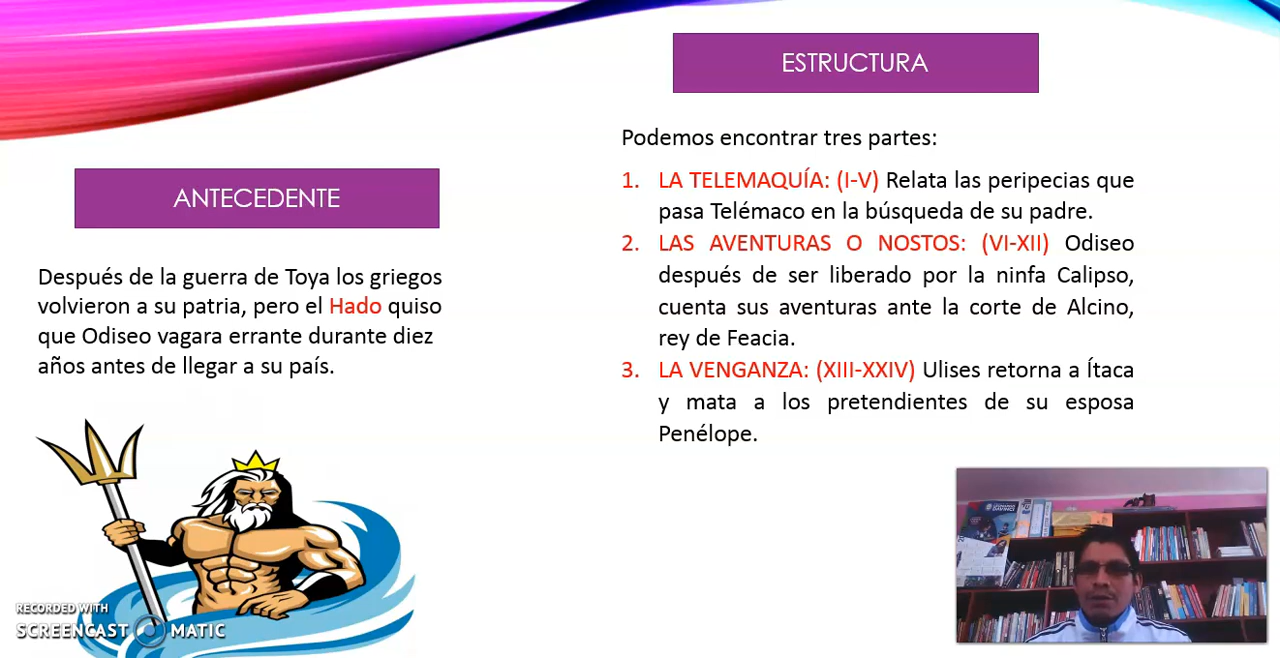 ANTECEDENTE
Después de la guerra de Toya los griegos
volvieron a su patria, pero el Hado quiso
que Odiseo vagara errante durante diez
años antes de llegar a su país.
ESTRUCTURA
Podemos encontrar tres partes:
1. LA TELEMAQUÍA: (I-V) Relata las peripecias que
pasa Telémaco en la búsqueda de su padre.
2. LAS AVENTURAS O NOSTOS: (VI-XII) Odiseo
después de ser liberado por la ninfa Calipso,
cuenta sus aventuras ante la corte de Alcino,
rey de Feacia.
3. LA VENGANZA: (XIII-XXIV) Ulises retorna a Ítaca
y mata a los pretendientes de su esposa
Penélope.
RECORDED WITH
SCREENCAST MATIC